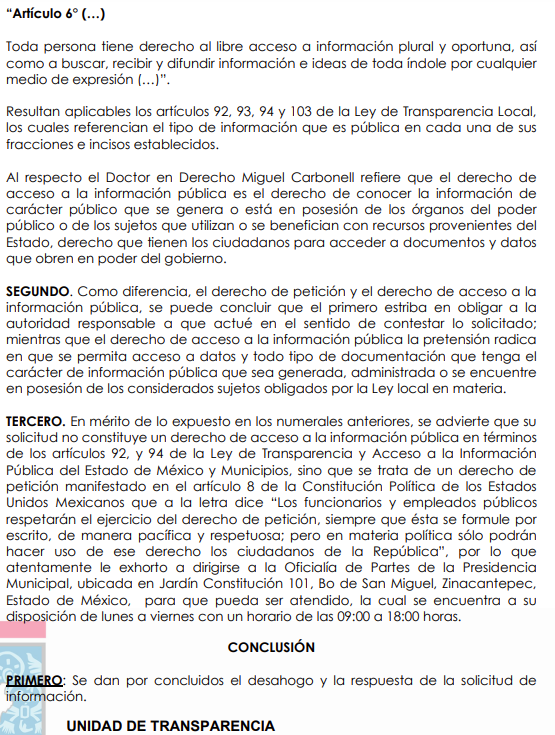 “Artículo 6° (…)
Toda persona tiene derecho al libre acceso a información plural y oportuna, así
como a buscar, recibir y difundir información e ideas de toda índole por cualquier
medio de expresión (…)”.
Resultan aplicables los artículos 92, 93, 94 y 103 de la Ley de Transparencia Local,
los cuales referencian el tipo de información que es pública en cada una de sus
fracciones e incisos establecidos.
Al respecto el Doctor en Derecho Miguel Carbonell refiere que el derecho de
acceso a la información pública es el derecho de conocer la información de
carácter público que se genera o está en posesión de los órganos del poder
público o de los sujetos que utilizan o se benefician con recursos provenientes del
Estado, derecho que tienen los ciudadanos para acceder a documentos y datos
que obren en poder del gobierno.
SEGUNDO. Como diferencia, el derecho de petición y el derecho de acceso a la
información pública, se puede concluir que el primero estriba en obligar a la
autoridad responsable a que actué en el sentido de contestar lo solicitado;
mientras que el derecho de acceso a la información pública la pretensión radica
en que se permita acceso a datos y todo tipo de documentación que tenga el
carácter de información pública que sea generada, administrada o se encuentre
en posesión de los considerados sujetos obligados por la Ley local en materia.
TERCERO. En mérito de lo expuesto en los numerales anteriores, se advierte que su
solicitud no constituye un derecho de acceso a la información pública en términos
de los artículos 92, y 94 de la Ley de Transparencia y Acceso a la Información
Pública del Estado de México y Municipios, sino que se trata de un derecho de
petición manifestado en el artículo 8 de la Constitución Política de los Estados
Unidos Mexicanos que a la letra dice “Los funcionarios y empleados públicos
respetarán el ejercicio del derecho de petición, siempre que ésta se formule por
escrito, de manera pacífica y respetuosa; pero en materia política sólo podrán
hacer uso de ese derecho los ciudadanos de la República”, por lo que
atentamente le exhorto a dirigirse a la Oficialía de Partes de la Presidencia
Municipal, ubicada en Jardín Constitución 101, Bo de San Miguel, Zinacantepec,
Estado de México, para que pueda ser atendido, la cual se encuentra a su
disposición de lunes a viernes con un horario de las 09:00 a 18:00 horas.
CONCLUSIÓN
PRIMERO: Se dan por concluidos el desahogo y la respuesta de la solicitud de
información.
UNIDAD DE TRANSPARENCIA